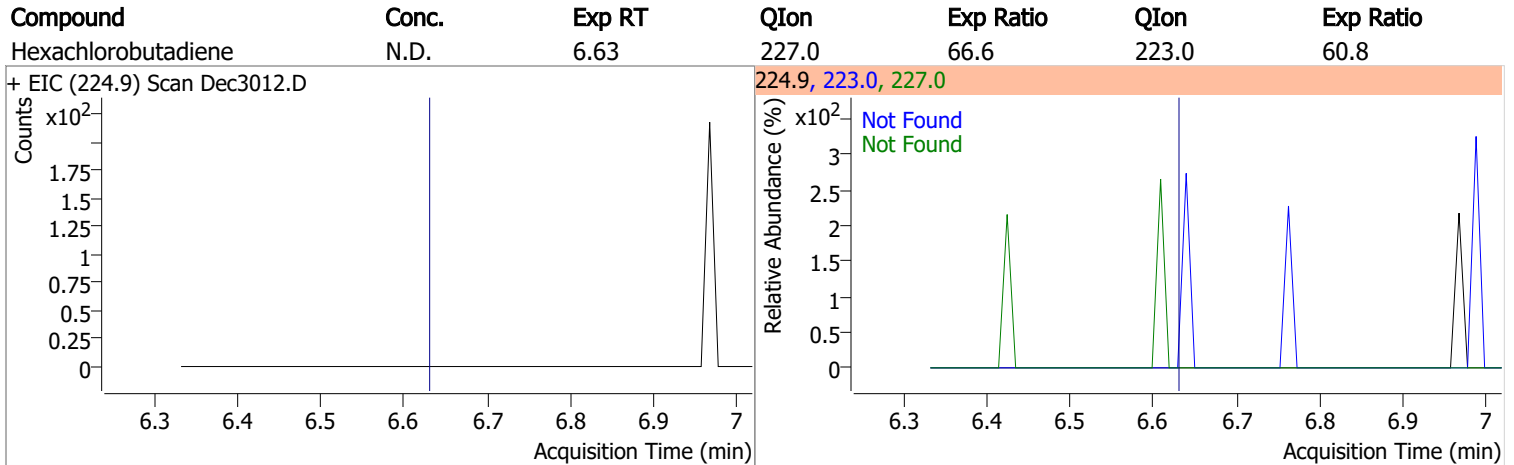 Compound Conc. Exp RT QIon Exp Ratio QIon Exp Ratio
Hexachlorobutadiene N.D. 6.63 227.0 66.6 223.0 60.8
+ EIC (224.9) Scan Dec3012.D
Counts
x10²
1.75
1.5
1.25
1
0.75
0.5
0.25
0
6.3 6.4 6.5 6.6 6.7 6.8 6.9 7
Acquisition Time (min)
224.9, 223.0, 227.0
Relative Abundance (%)
x10²
Not Found
Not Found
3
2.5
2
1.5
1
0.5
0
6.3 6.4 6.5 6.6 6.7 6.8 6.9 7
Acquisition Time (min)